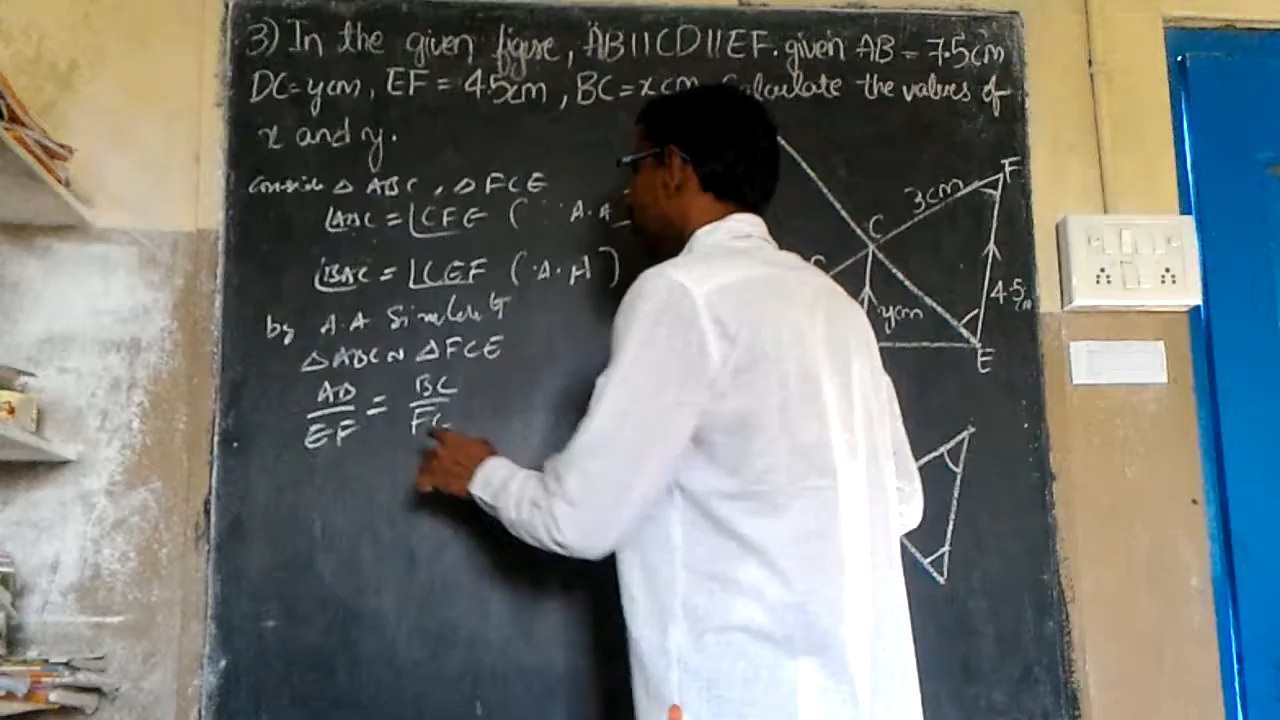 3) In the given figure, AB||CD||EF. given AB = 7.5cm
DC=ycm, EF = 4.5cm, BC=xcm. Calculate the values of
x and y.
Consider △ ABC, △ FCE
∠ABC = ∠CFE ( A.A
∠BAC = ∠CEF ( A.A )
by A.A
△ABC ~ △FCE
AB/EF = BC/FC
C
3cm
F
ycm
4.5
E